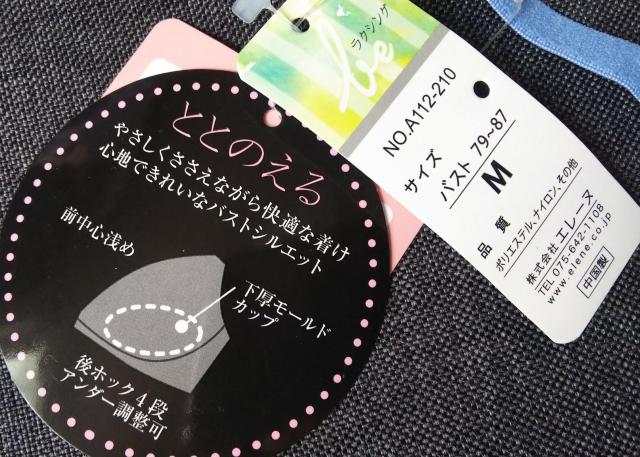 ととのえる
やさしくささえながら快適な着け
心地できれいなバストシルエット
前中心浅め
下厚モールド
カップ
後ホック4段
アンダー調整可
ラクシング
NO.A112-210
サイズ
バスト 79~87
M
品質
ポリエステル、ナイロン、その他
株式会社 エレーヌ
TEL 075-642-1108
www.elene.co.jp
中国製